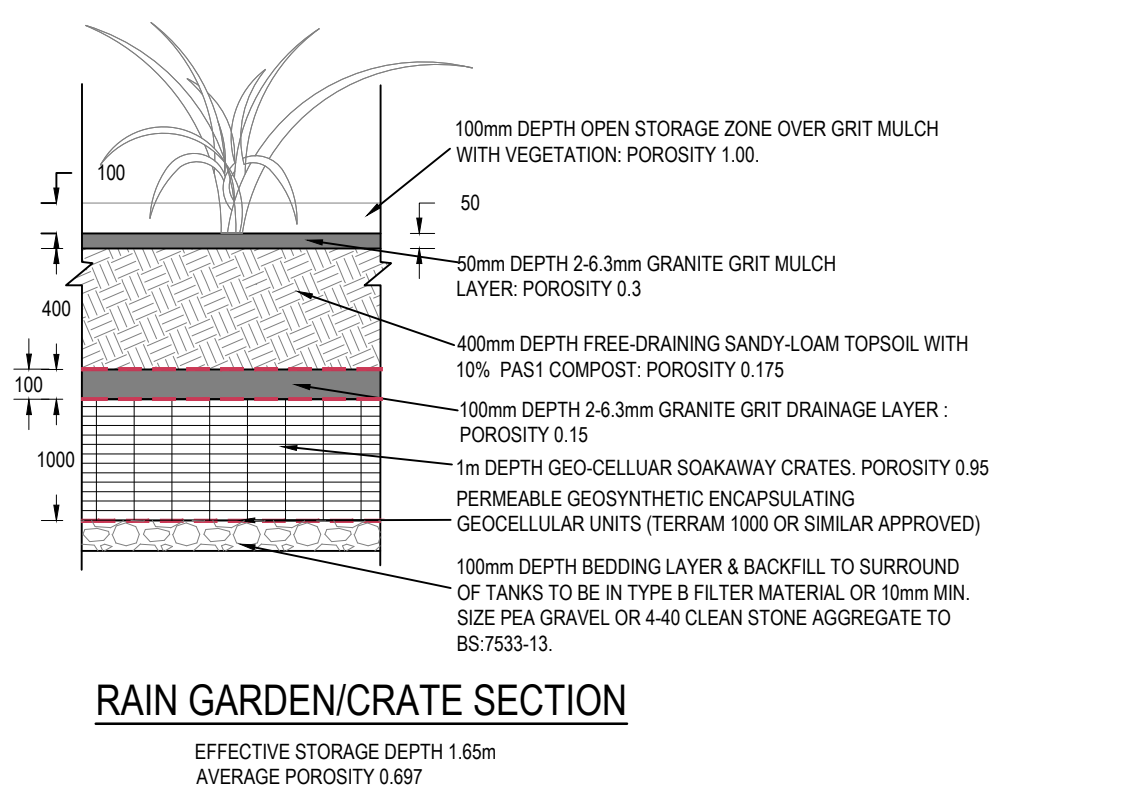 100mm DEPTH OPEN STORAGE ZONE OVER GRIT MULCH
WITH VEGETATION: POROSITY 1.00.
100
50
50mm DEPTH 2-6.3mm GRANITE GRIT MULCH
LAYER: POROSITY 0.3
400
400mm DEPTH FREE-DRAINING SANDY-LOAM TOPSOIL WITH
10% PAS1 COMPOST: POROSITY 0.175
100
100mm DEPTH 2-6.3mm GRANITE GRIT DRAINAGE LAYER :
POROSITY 0.15
1000
1m DEPTH GEO-CELLUAR SOAKAWAY CRATES. POROSITY 0.95
PERMEABLE GEOSYNTHETIC ENCAPSULATING
GEOCELLULAR UNITS (TERRAM 1000 OR SIMILAR APPROVED)
100mm DEPTH BEDDING LAYER & BACKFILL TO SURROUND
OF TANKS TO BE IN TYPE B FILTER MATERIAL OR 10mm MIN.
SIZE PEA GRAVEL OR 4-40 CLEAN STONE AGGREGATE TO
BS:7533-13.
RAIN GARDEN/CRATE SECTION
EFFECTIVE STORAGE DEPTH 1.65m
AVERAGE POROSITY 0.697